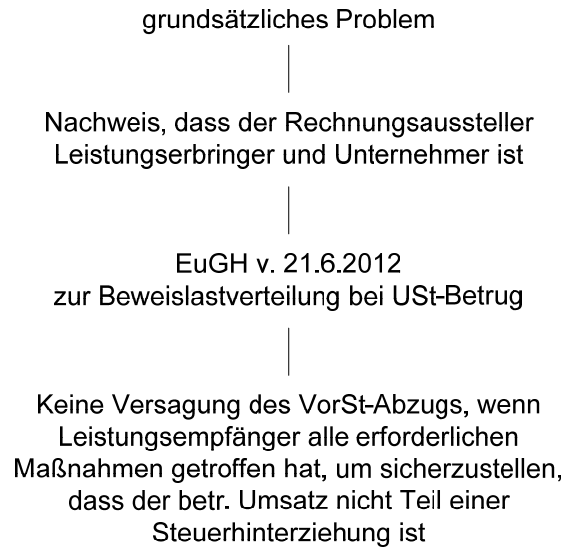 grundsätzliches Problem
Nachweis, dass der Rechnungsaussteller
Leistungserbringer und Unternehmer ist
EuGH v. 21.6.2012
zur Beweislastverteilung bei USt-Betrug
Keine Versagung des VorSt-Abzugs, wenn
Leistungsempfänger alle erforderlichen
Maßnahmen getroffen hat, um sicherzustellen,
dass der betr. Umsatz nicht Teil einer
Steuerhinterziehung ist